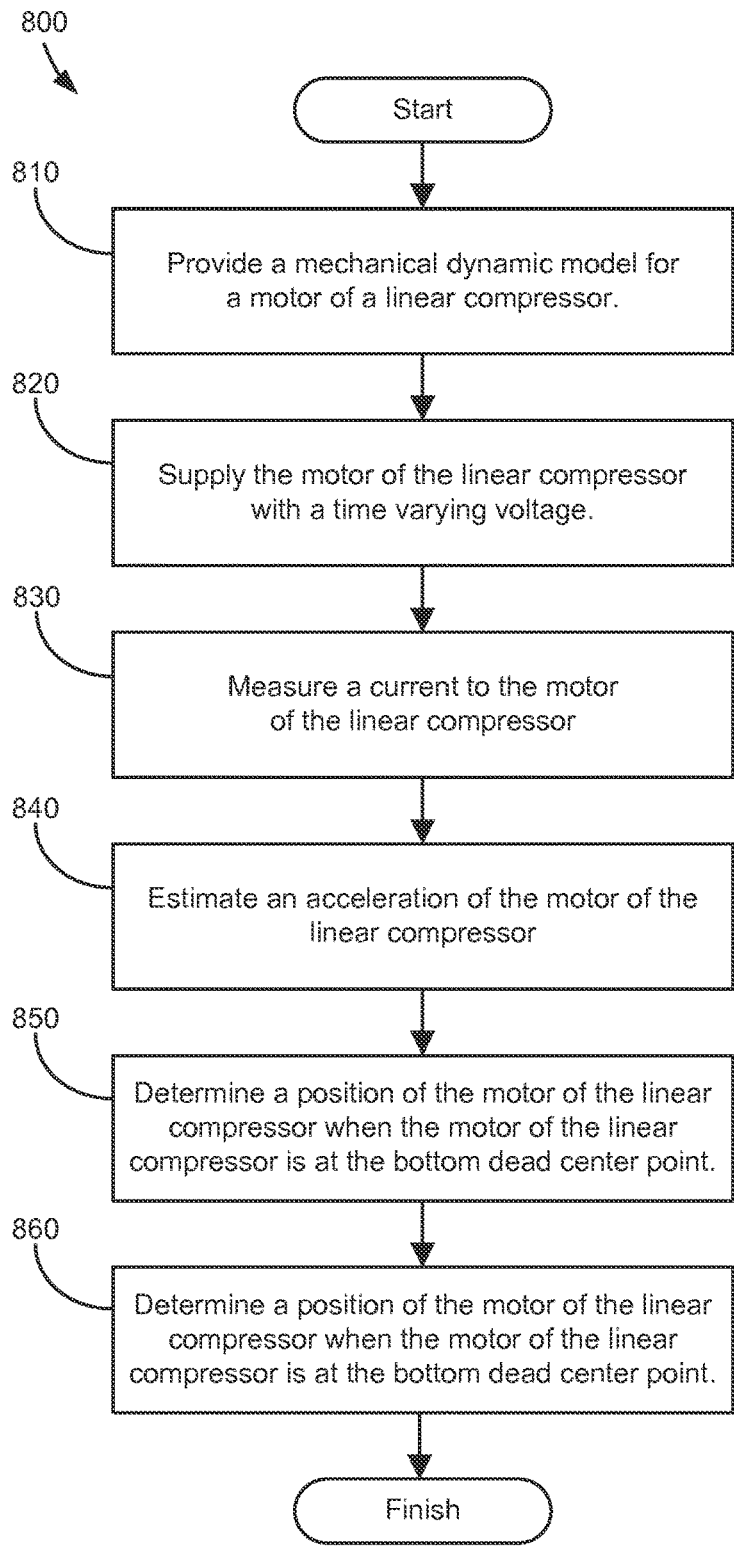 800
Start
810
Provide a mechanical dynamic model for
a motor of a linear compressor.
820
Supply the motor of the linear compressor
with a time varying voltage.
830
Measure a current to the motor
of the linear compressor
840
Estimate an acceleration of the motor of the
linear compressor
850
Determine a position of the motor of the linear
compressor when the motor of the linear
compressor is at the bottom dead center point.
860
Determine a position of the motor of the linear
compressor when the motor of the linear
compressor is at the bottom dead center point.
Finish